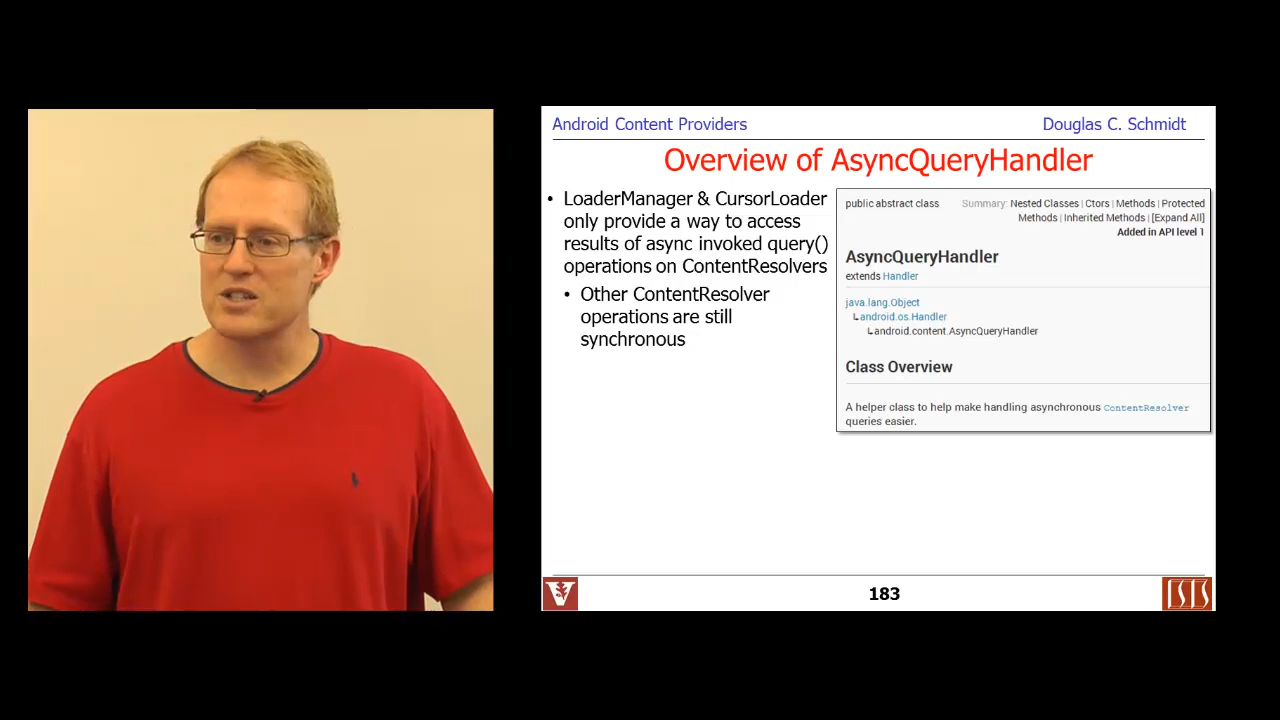 Android Content Providers
Douglas C. Schmidt
Overview of AsyncQueryHandler
• LoaderManager & CursorLoader
only provide a way to access
results of async invoked query()
operations on ContentResolvers
• Other ContentResolver
operations are still
synchronous
public abstract class
Summary: Nested Classes | Ctors | Methods | Protected
Methods | Inherited Methods | [Expand All]
Added in API level 1
AsyncQueryHandler
extends Handler
java.lang.Object
↳android.os.Handler
↳android.content.AsyncQueryHandler
Class Overview
A helper class to help make handling asynchronous ContentResolver
queries easier.
V
183
ISIS